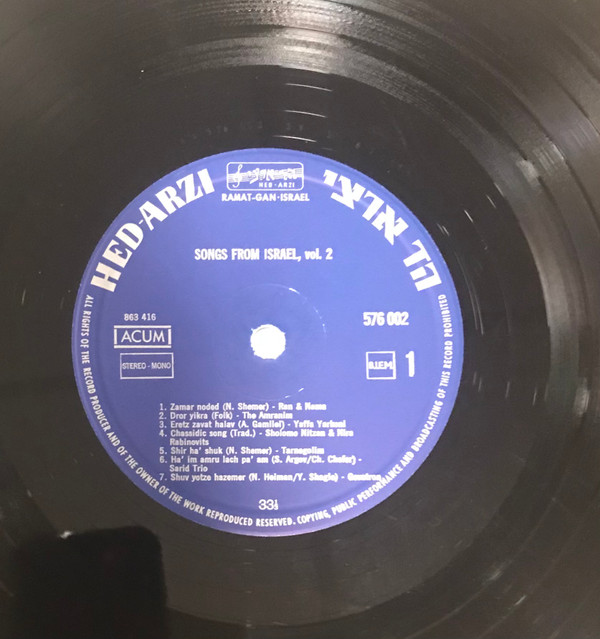 HED-ARZI
הד ארצי
HED-ARZI
RAMAT-GAN-ISRAEL
הד ארצי
SONGS FROM ISRAEL, vol. 2
863 416
576 002
ACUM
STEREO-MONO
B.I.E.M.
1
1. Zamar noded (N. Shemer) - Ran & Nama
2. Dror yikra (Folk) - The Amranim
3. Eretz zavat halav (A. Gamliel) - Yaffa Yarkoni
4. Chassidic song (Trad.) - Sholomo Nitzan & Mira
Rabinovits
5. Shir ha' shuk (N. Shemer) - Tarnegolim
6. Ha' im amru lach pa' am (S. Argov/Ch. Chefer) -
Sarid Trio
7. Shuv yotze hazemer (N. Heiman/Y. Shagia) -
33⅓
ALL RIGHTS OF THE RECORD PRODUCER AND OF THE OWNER OF THE WORK REPRODUCED RESERVED. COPYING, PUBLIC PERFORMANCE AND BROADCASTING OF THIS RECORD PROHIBITED